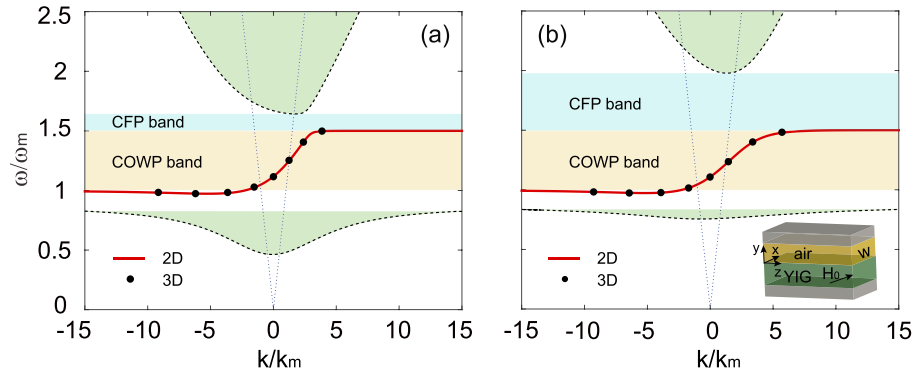 2.5
2
1.5
1
0.5
0
ω/ωm
(a)
CFP band
COWP band
2D
3D
-15 -10 -5 0 5 10 15
k/km
(b)
CFP band
COWP band
2D
3D
y x z
air
W
YIG
H0
-15 -10 -5 0 5 10 15
k/km